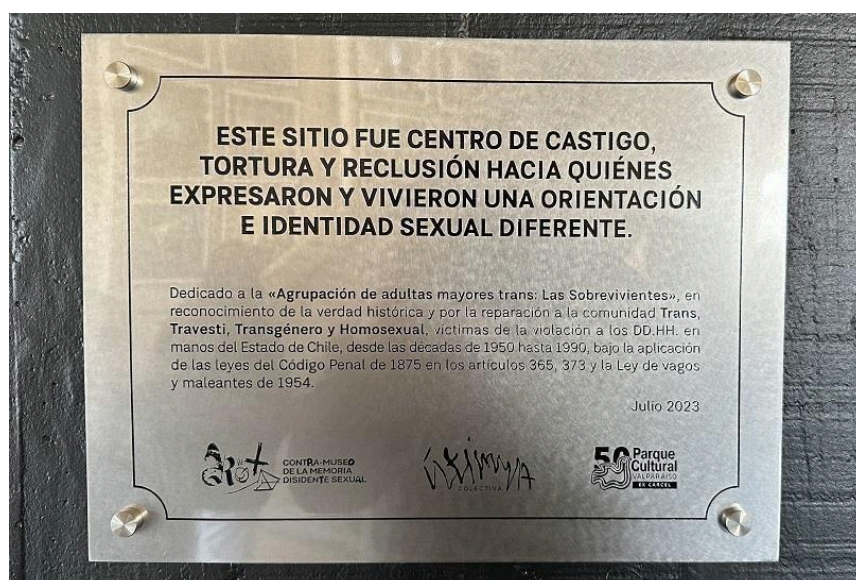 ESTE SITIO FUE CENTRO DE CASTIGO,
TORTURA Y RECLUSIÓN HACIA QUIÉNES
EXPRESARON Y VIVIERON UNA ORIENTACIÓN
E IDENTIDAD SEXUAL DIFERENTE.
Dedicado a la «Agrupación de adultas mayores trans: Las Sobrevivientes», en
reconocimiento de la verdad histórica y por la reparación a la comunidad Trans,
Travesti, Transgénero y Homosexual, víctimas de la violación a los DD.HH. en
manos del Estado de Chile, desde las décadas de 1950 hasta 1990, bajo la aplicación
de las leyes del Código Penal de 1875 en los artículos 365, 373 y la Ley de vagos
y maleantes de 1954.
Julio 2023
CONTRA-MUSEO
DE LA MEMORIA
DISIDENTE SEXUAL
COLECTIVA
50 Parque
Cultural
VALPARAÍSO
EX CÁRCEL